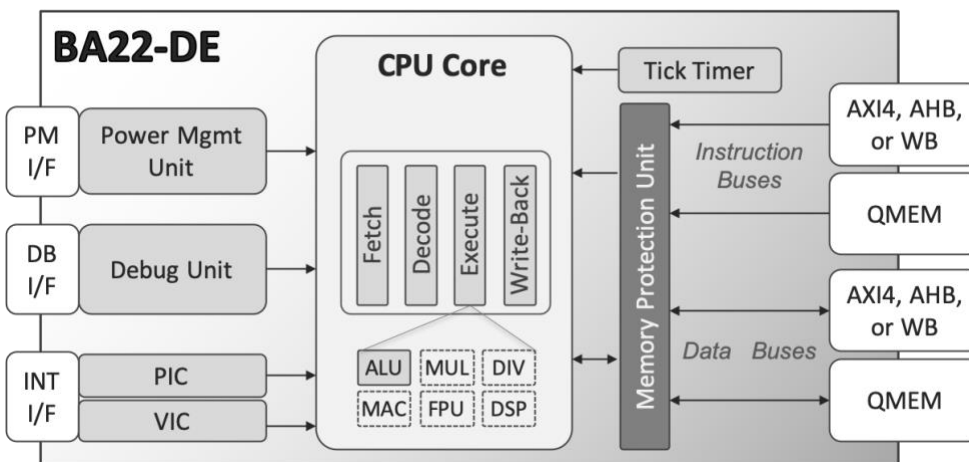 BA22-DE
CPU Core
Tick Timer
PM
I/F
Power Mgmt
Unit
DB
I/F
Debug Unit
INT
I/F
PIC
VIC
Fetch
Decode
Execute
Write-Back
ALU
MUL
DIV
MAC
FPU
DSP
Memory Protection Unit
Instruction
Buses
Data Buses
AXI4, AHB,
or WB
QMEM
AXI4, AHB,
or WB
QMEM